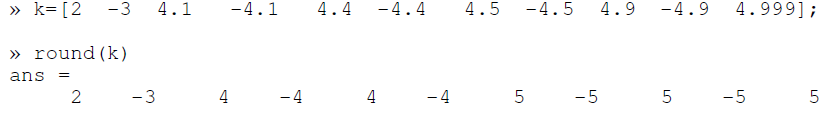 » k=[2  -3  4.1   -4.1   4.4  -4.4   4.5  -4.5  4.9  -4.9  4.999];
» round(k)
ans =
     2    -3     4    -4     4    -4     5    -5     5    -5     5